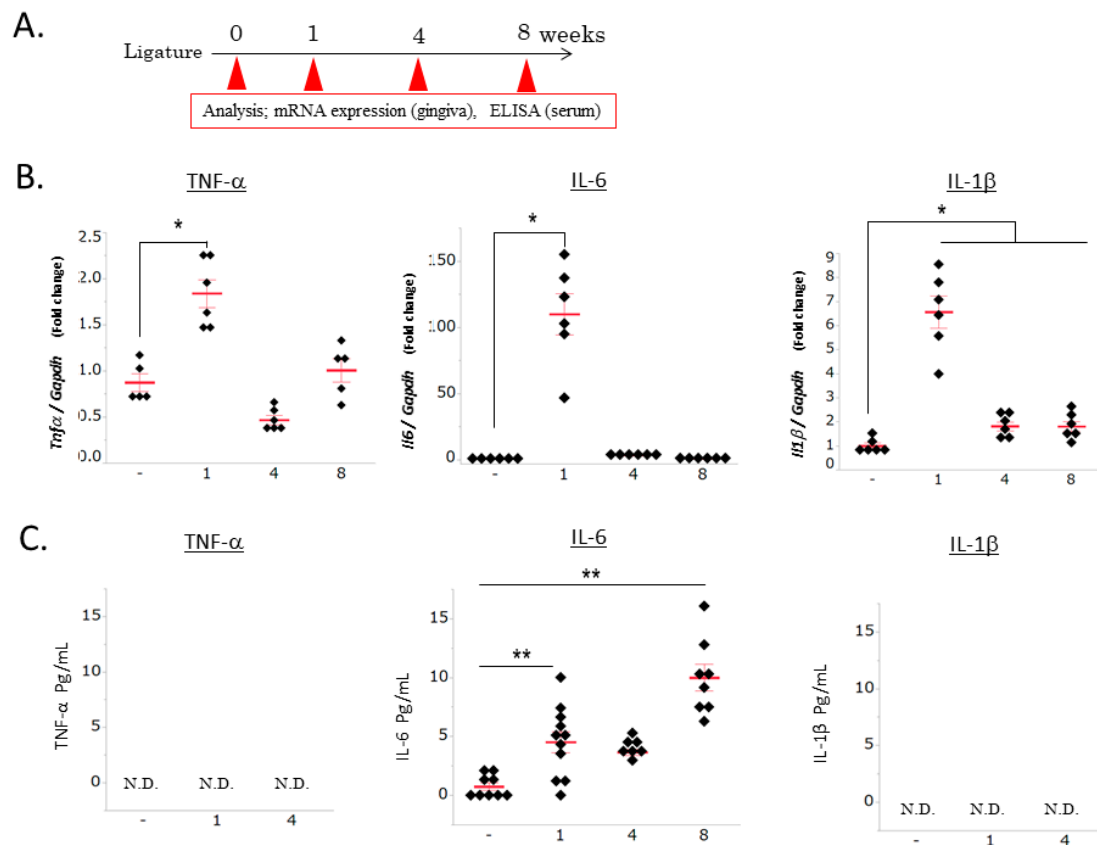 A.
0 1 4 8 weeks
Ligature
Analysis; mRNA expression (gingiva), ELISA (serum)
B.
TNF-α
*
Tnfα / Gapdh (Fold change)
2.5
2.0
1.5
1.0
0.5
0.0
- 1 4 8
IL-6
*
Il6 / Gapdh (Fold change)
150
100
50
0
- 1 4 8
IL-1β
*
Il1β / Gapdh (Fold change)
9
8
7
6
5
4
3
2
1
0
- 1 4 8
C.
TNF-α
TNF-α Pg/mL
15
10
5
0
N.D. N.D. N.D.
- 1 4
IL-6
**
**
IL-6 Pg/mL
15
10
5
0
- 1 4 8
IL-1β
IL-1β Pg/mL
15
10
5
0
N.D. N.D. N.D.
- 1 4